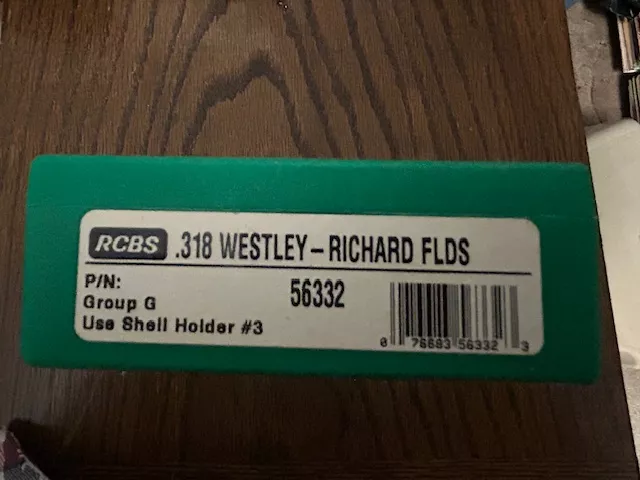 RCBS .318 WESTLEY-RICHARD FLDS
P/N: 56332
Group G
Use Shell Holder #3
0 76683 56332 3